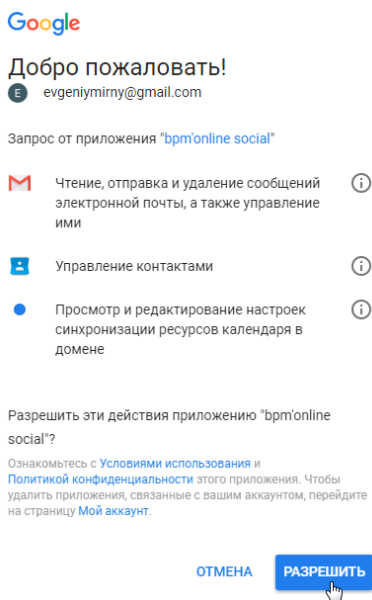 Google
Добро пожаловать!
E evgeniymirny@gmail.com
Запрос от приложения "bpm'online social"
Чтение, отправка и удаление сообщений
электронной почты, а также управление
ими
Управление контактами
Просмотр и редактирование настроек
синхронизации ресурсов календаря в
домене
Разрешить эти действия приложению "bpm'online
social"?
Ознакомьтесь с Условиями использования и
Политикой конфиденциальности этого приложения. Чтобы
удалить приложения, связанные с вашим аккаунтом, перейдите
на страницу Мой аккаунт.
ОТМЕНА РАЗРЕШИТЬ